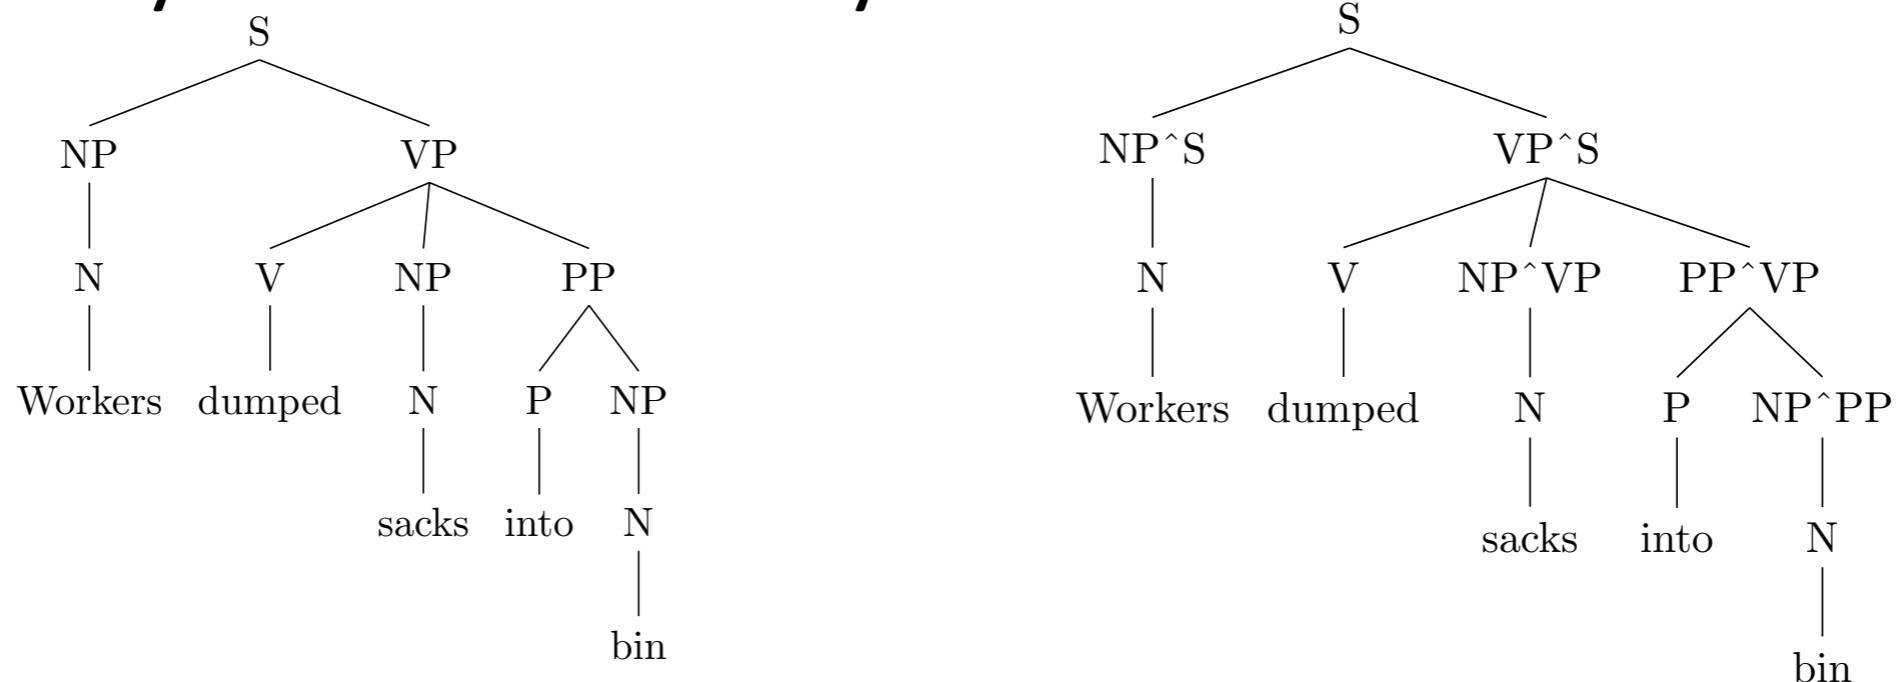 S
NP VP
N V NP PP
Workers dumped N P NP
sacks into N
bin
S
NP^S VP^S
N V NP^VP PP^VP
Workers dumped N P NP^PP
sacks into N
bin